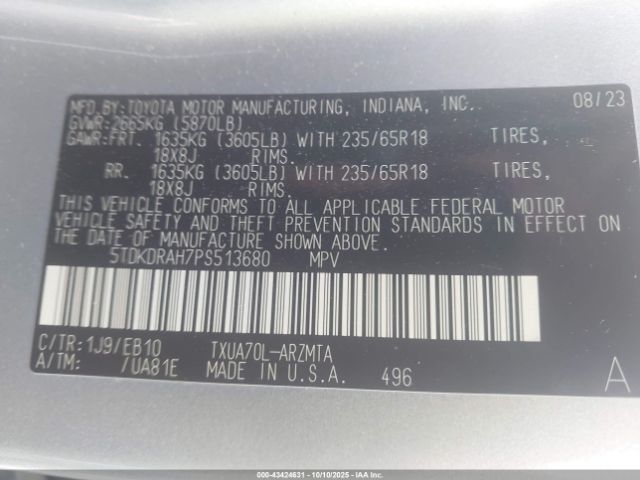 MFD.BY:TOYOTA MOTOR MANUFACTURING, INDIANA, INC. 08/23
GVWR:2665KG (5870LB)
GAWR:FRT. 1635KG (3605LB) WITH 235/65R18 TIRES,
18X8J RIMS.
RR. 1635KG (3605LB) WITH 235/65R18 TIRES,
18X8J RIMS.
THIS VEHICLE CONFORMS TO ALL APPLICABLE FEDERAL MOTOR
VEHICLE SAFETY AND THEFT PREVENTION STANDARDS IN EFFECT ON
THE DATE OF MANUFACTURE SHOWN ABOVE.
5TDKDRAH7PS513680 MPV
C/TR:1J9/EB10 TXUA70L-ARZMTA
A/TM: /UA81E MADE IN U.S.A. 496 A
000-43424631 - 10/10/2025 - COPYRIGHT IAA, LLC.